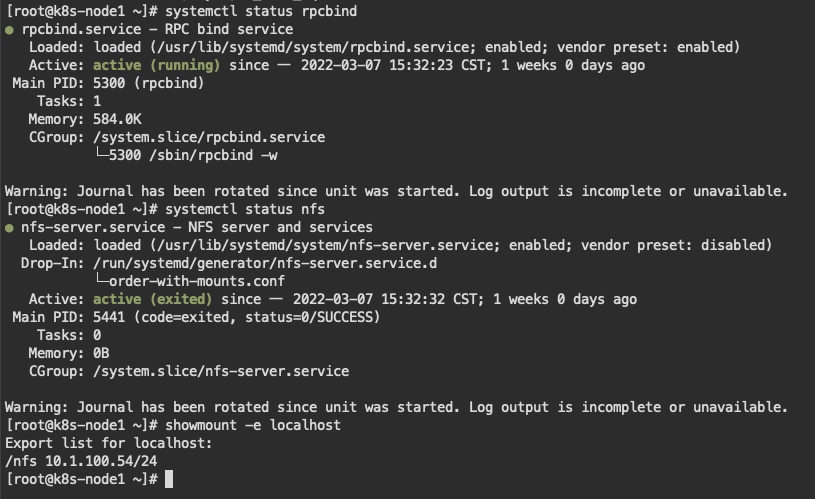 [root@k8s-node1 ~]# systemctl status rpcbind
● rpcbind.service - RPC bind service
   Loaded: loaded (/usr/lib/systemd/system/rpcbind.service; enabled; vendor preset: enabled)
   Active: active (running) since 一 2022-03-07 15:32:23 CST; 1 weeks 0 days ago
 Main PID: 5300 (rpcbind)
    Tasks: 1
   Memory: 584.0K
   CGroup: /system.slice/rpcbind.service
           └─5300 /sbin/rpcbind -w

Warning: Journal has been rotated since unit was started. Log output is incomplete or unavailable.
[root@k8s-node1 ~]# systemctl status nfs
● nfs-server.service - NFS server and services
   Loaded: loaded (/usr/lib/systemd/system/nfs-server.service; enabled; vendor preset: disabled)
  Drop-In: /run/systemd/generator/nfs-server.service.d
           └─order-with-mounts.conf
   Active: active (exited) since 一 2022-03-07 15:32:32 CST; 1 weeks 0 days ago
 Main PID: 5441 (code=exited, status=0/SUCCESS)
    Tasks: 0
   Memory: 0B
   CGroup: /system.slice/nfs-server.service

Warning: Journal has been rotated since unit was started. Log output is incomplete or unavailable.
[root@k8s-node1 ~]# showmount -e localhost
Export list for localhost:
/nfs 10.1.100.54/24
[root@k8s-node1 ~]#